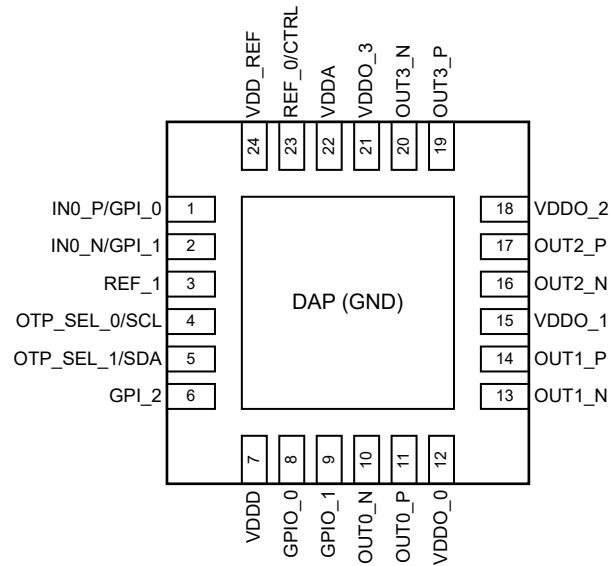 VDD_REF
REF_0/CTRL
VDDA
VDDO_3
OUT3_N
OUT3_P
24
23
22
21
20
19
IN0_P/GPI_0
1
IN0_N/GPI_1
2
REF_1
3
OTP_SEL_0/SCL
4
OTP_SEL_1/SDA
5
GPI_2
6
DAP (GND)
18
VDDO_2
17
OUT2_P
16
OUT2_N
15
VDDO_1
14
OUT1_P
13
OUT1_N
7
8
9
10
11
12
VDDD
GPIO_0
GPIO_1
OUT0_N
OUT0_P
VDDO_0